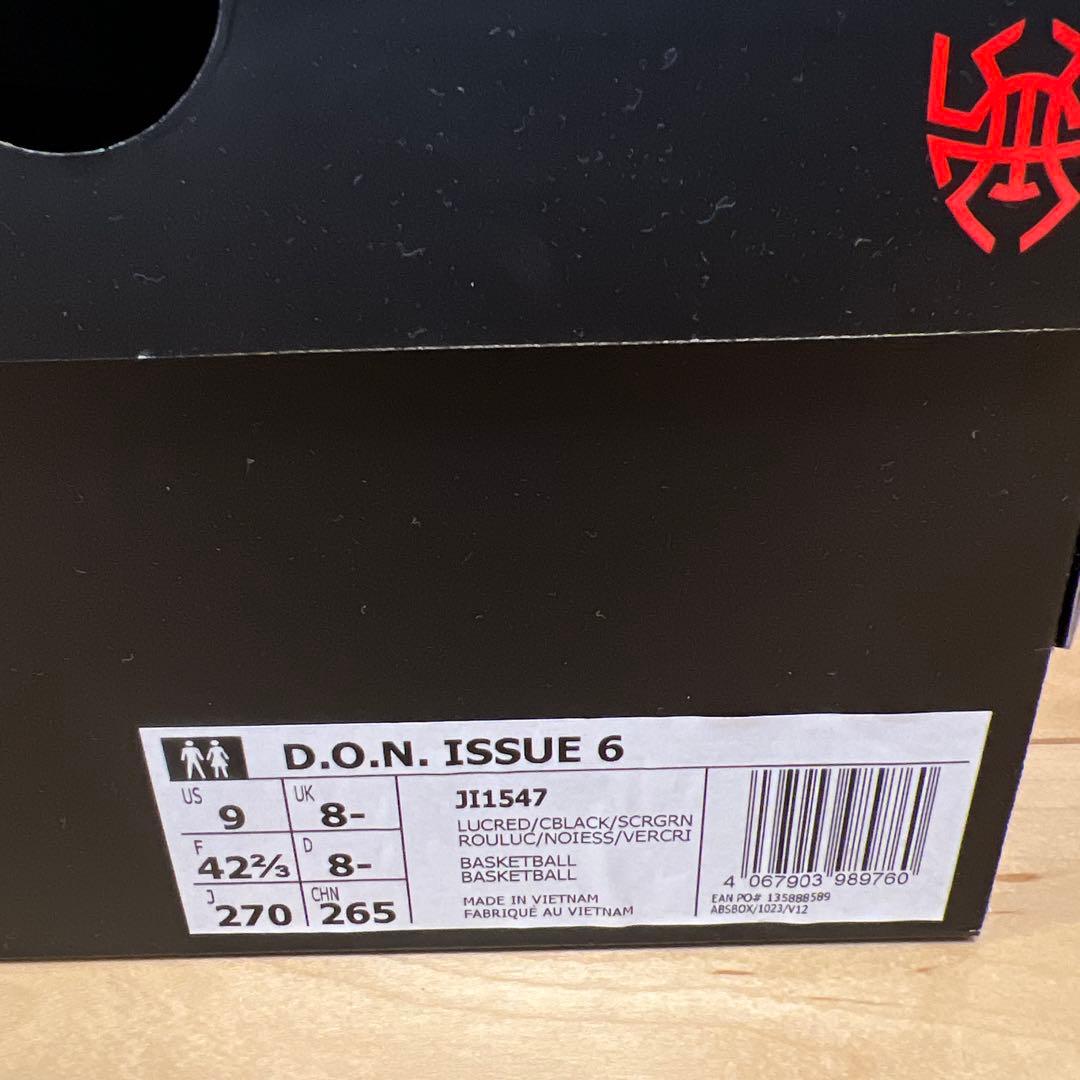 D.O.N. ISSUE 6
US 9 UK 8-
F 42⅔ D 8-
J 270 CHN 265
JI1547
LUCRED/CBLACK/SCRGRN
ROULUC/NOIESS/VERCRI
BASKETBALL
BASKETBALL
MADE IN VIETNAM
FABRIQUÉ AU VIETNAM
4 067903 989760
EAN PO# 135888589
ABSBOX/1023/V12